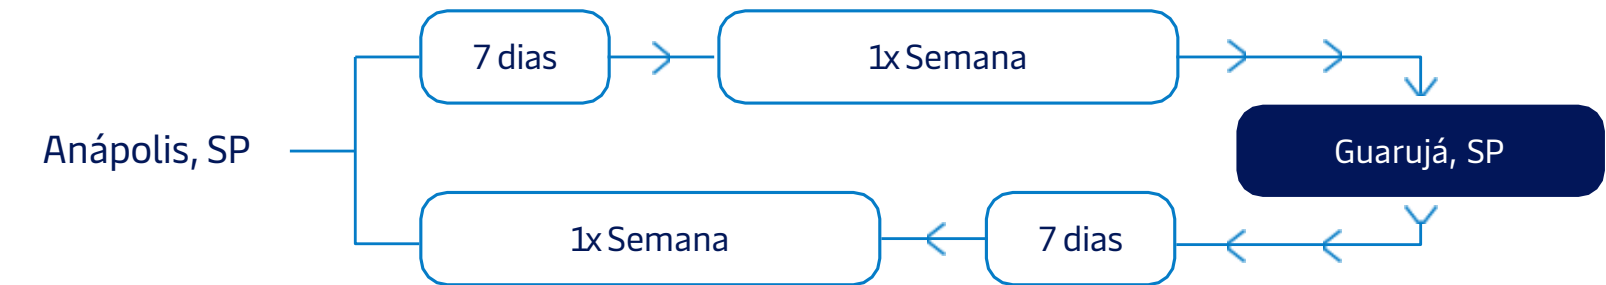 7 dias
1x Semana
Anápolis, SP
Guarujá, SP
1x Semana
7 dias